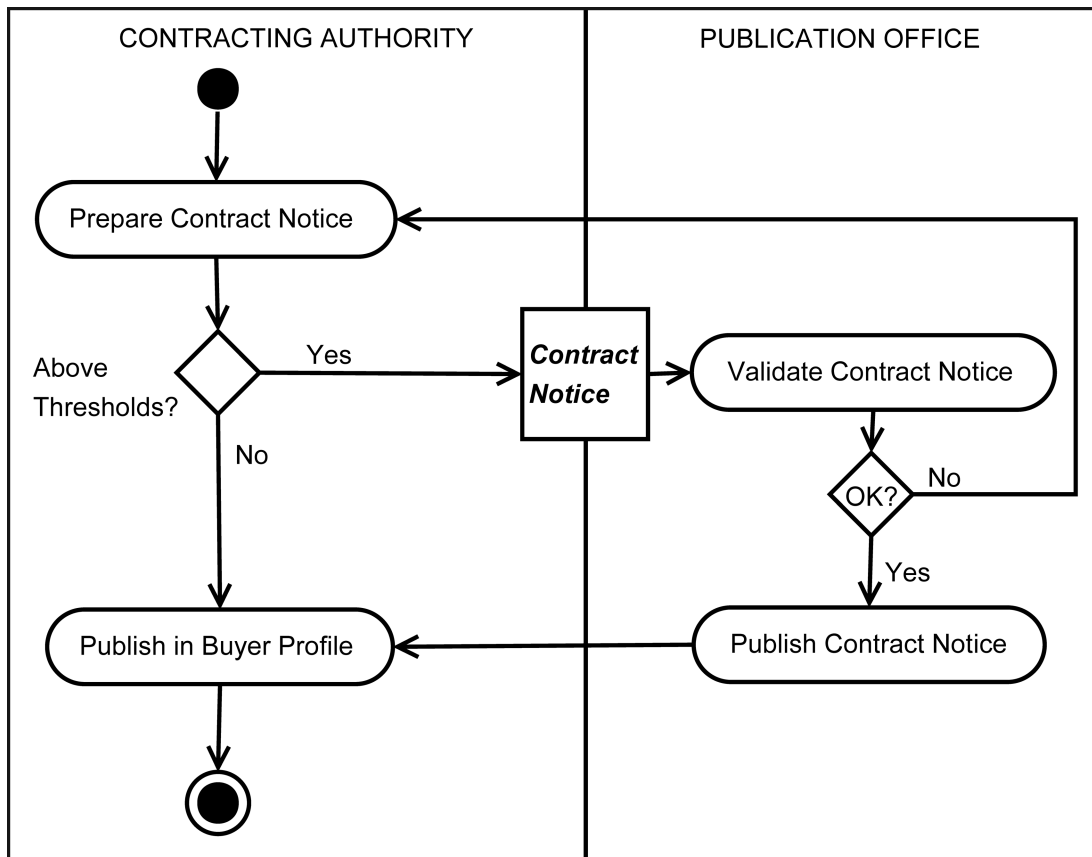 CONTRACTING AUTHORITY
PUBLICATION OFFICE
Prepare Contract Notice
Above
Thresholds?
Yes
Contract
Notice
Validate Contract Notice
No
OK?
No
Yes
Publish in Buyer Profile
Publish Contract Notice